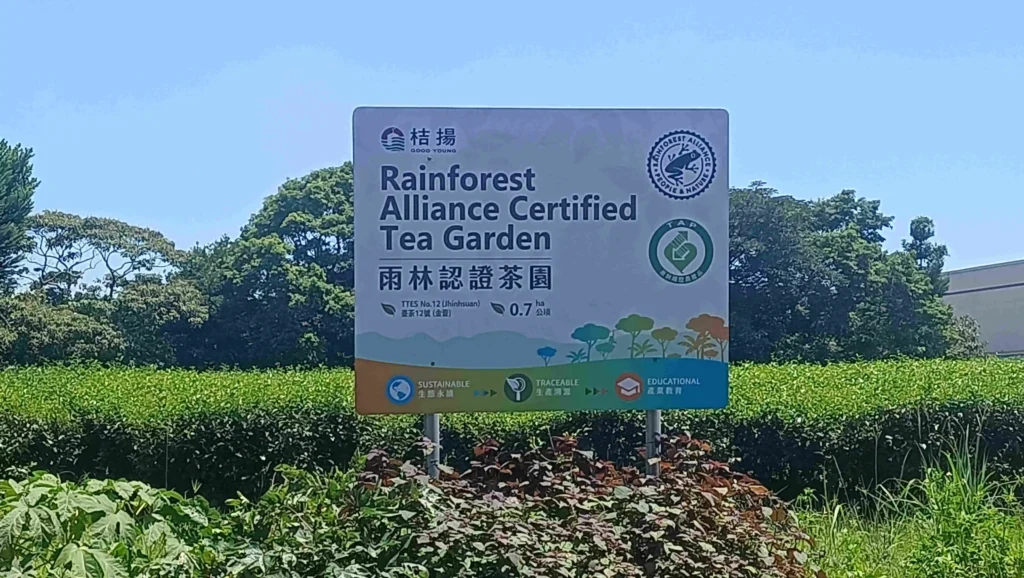 桔揚
GOOD YOUNG
RAINFOREST ALLIANCE
PEOPLE & NATURE
Rainforest
Alliance Certified
Tea Garden
T A P
雨林認證茶園
TTES No.12 (Jhinhsuan)
臺茶12號 (金萱)
0.7 ha
公頃
SUSTAINABLE
生態永續
TRACEABLE
生產溯源
EDUCATIONAL
產業教育